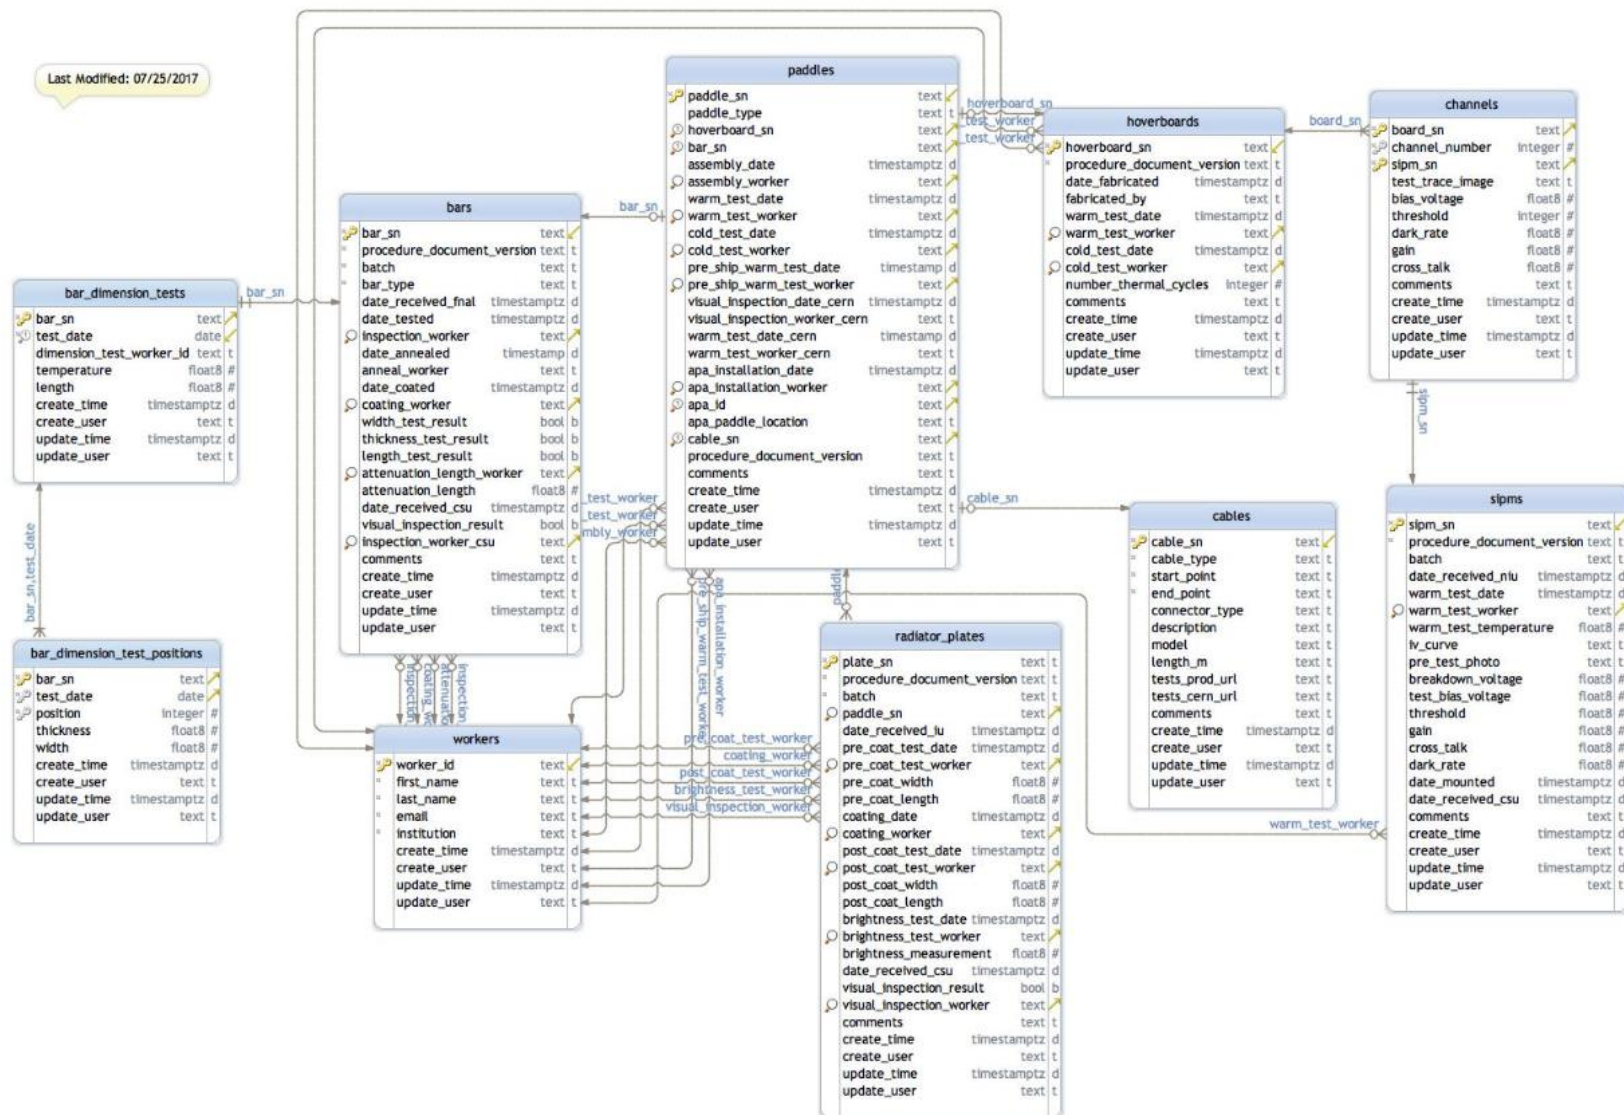 Last Modified: 07/25/2017
paddles
paddle_sn text
paddle_type text t
hoverboard_sn text
bar_sn text
assembly_date timestamptz d
assembly_worker text
warm_test_date timestamptz d
warm_test_worker text
cold_test_date timestamptz d
cold_test_worker text
pre_ship_warm_test_date timestamp d
pre_ship_warm_test_worker text
visual_inspection_date_cern timestamptz d
visual_inspection_worker_cern text t
warm_test_date_cern timestamp d
warm_test_worker_cern text t
apa_installation_date timestamptz d
apa_installation_worker text
apa_id text
apa_paddle_location text t
cable_sn text
procedure_document_version text t
comments text t
create_time timestamptz d
create_user text t
update_time timestamptz d
update_user text t
hoverboard_sn
_test_worker
_test_worker
hoverboards
hoverboard_sn text
procedure_document_version text t
date_fabricated timestamptz d
fabricated_by text t
warm_test_date timestamptz d
warm_test_worker text
cold_test_date timestamptz d
cold_test_worker text
number_thermal_cycles integer #
comments text t
create_time timestamptz d
create_user text t
update_time timestamptz d
update_user text t
board_sn
channels
board_sn text
channel_number integer #
sipm_sn text
test_trace_image text t
bias_voltage float8 #
threshold integer #
dark_rate float8 #
gain float8 #
cross_talk float8 #
comments text t
create_time timestamptz d
create_user text t
update_time timestamptz d
update_user text t
sipm_sn
bars
bar_sn text
procedure_document_version text t
batch text t
bar_type text t
date_received_fnal timestamptz d
date_tested timestamptz d
inspection_worker text
date_annealed timestamp d
anneal_worker text t
date_coated timestamptz d
coating_worker text
width_test_result bool b
thickness_test_result bool b
length_test_result bool b
attenuation_length_worker text
attenuation_length float8 #
date_received_csu timestamptz d
visual_inspection_result bool b
inspection_worker_csu text
comments text t
create_time timestamptz d
create_user text t
update_time timestamptz d
update_user text t
bar_sn
_test_worker
_test_worker
mbly_worker
bar_dimension_tests
bar_sn text
test_date date
dimension_test_worker_id text t
temperature float8 #
length float8 #
create_time timestamptz d
create_user text t
update_time timestamptz d
update_user text t
bar_sn
bar_sn,test_date
bar_dimension_test_positions
bar_sn text
test_date date
position integer #
thickness float8 #
width float8 #
create_time timestamptz d
create_user text t
update_time timestamptz d
update_user text t
inspection
coating_wo
attenuatio
inspection
workers
worker_id text
first_name text t
last_name text t
email text t
institution text t
create_time timestamptz d
create_user text t
update_time timestamptz d
update_user text t
pre_ship_warm_test_worker
apa_installation_worker
pre_coat_test_worker
coating_worker
post_coat_test_worker
brightness_test_worker
visual_inspection_worker
paddle
radiator_plates
plate_sn text t
procedure_document_version text t
batch text t
paddle_sn text
date_received_iu timestamptz d
pre_coat_test_date timestamptz d
pre_coat_test_worker text
pre_coat_width float8 #
pre_coat_length float8 #
coating_date timestamptz d
coating_worker text
post_coat_test_date timestamptz d
post_coat_test_worker text
post_coat_width float8 #
post_coat_length float8 #
brightness_test_date timestamptz d
brightness_test_worker text
brightness_measurement float8 #
date_received_csu timestamptz d
visual_inspection_result bool b
visual_inspection_worker text
comments text t
create_time timestamptz d
create_user text t
update_time timestamptz d
update_user text t
cable_sn
cables
cable_sn text
cable_type text t
start_point text t
end_point text t
connector_type text t
description text t
model text t
length_m text t
tests_prod_url text t
tests_cern_url text t
comments text t
create_time timestamptz d
create_user text t
update_time timestamptz d
update_user text t
warm_test_worker
sipms
sipm_sn text
procedure_document_version text t
batch text t
date_received_niu timestamptz d
warm_test_date timestamptz d
warm_test_worker text
warm_test_temperature float8 #
iv_curve text t
pre_test_photo text t
breakdown_voltage float8 #
test_bias_voltage float8 #
threshold float8 #
gain float8 #
cross_talk float8 #
dark_rate float8 #
date_mounted timestamptz d
date_received_csu timestamptz d
comments text t
create_time timestamptz d
create_user text t
update_time timestamptz d
update_user text t